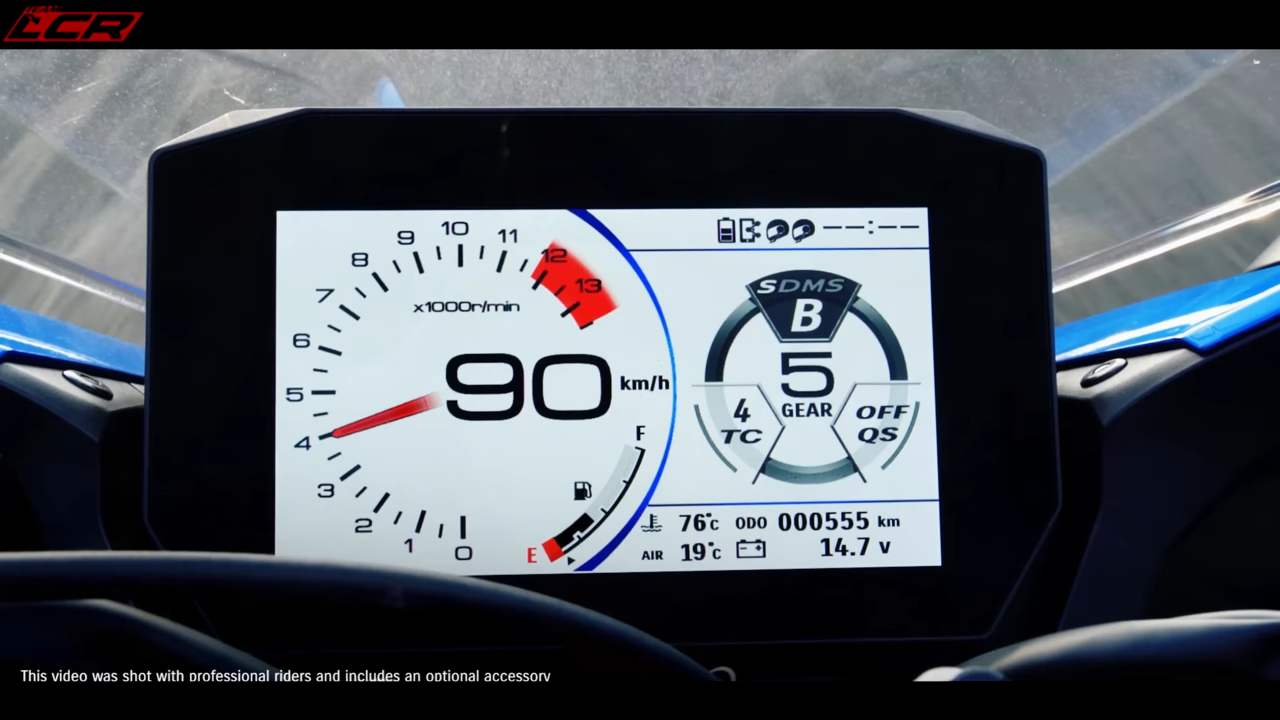 LCR
10
9
11
8
12
7
13
x1000r/min
6
5
4
3
2
1
0
90 km/h
F
E
--:--
SDMS
B
5
GEAR
4
TC
OFF
QS
76°C ODO 000555 km
AIR 19°C 14.7 V
This video was shot with professional riders and includes an optional accessory